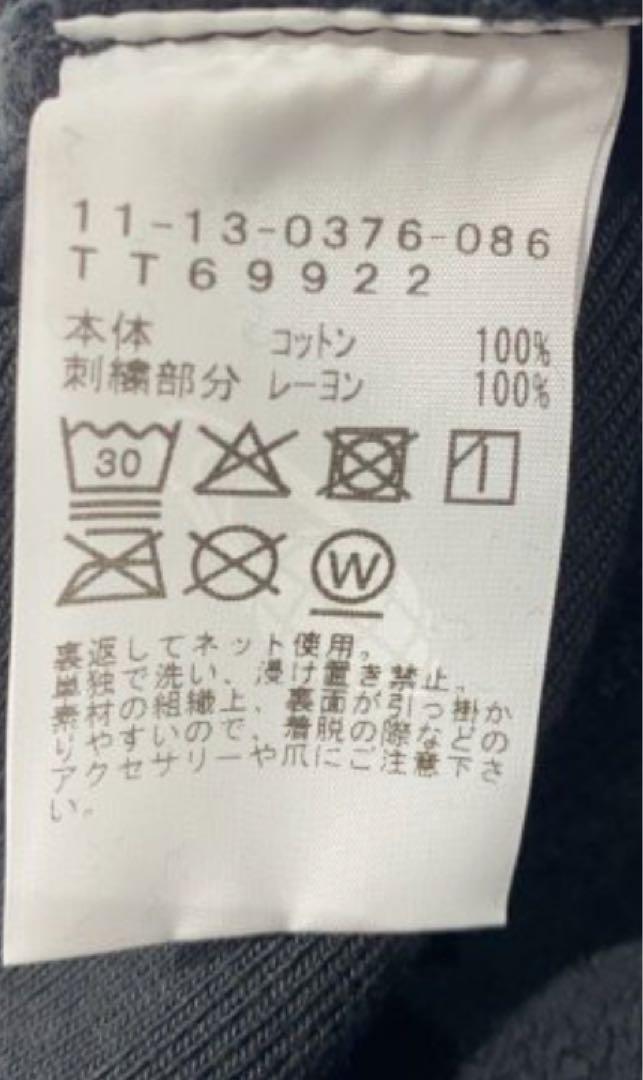 11-13-0376-086
TT69922
本体 コットン 100%
刺繍部分 レーヨン 100%
30
W
裏返してネット使用。
単独で洗い、浸け置き禁止。
素材の組織上、裏面が引っ掛か
りやすいので、着脱の際などの
アクセサリーや爪にご注意下さ
い。